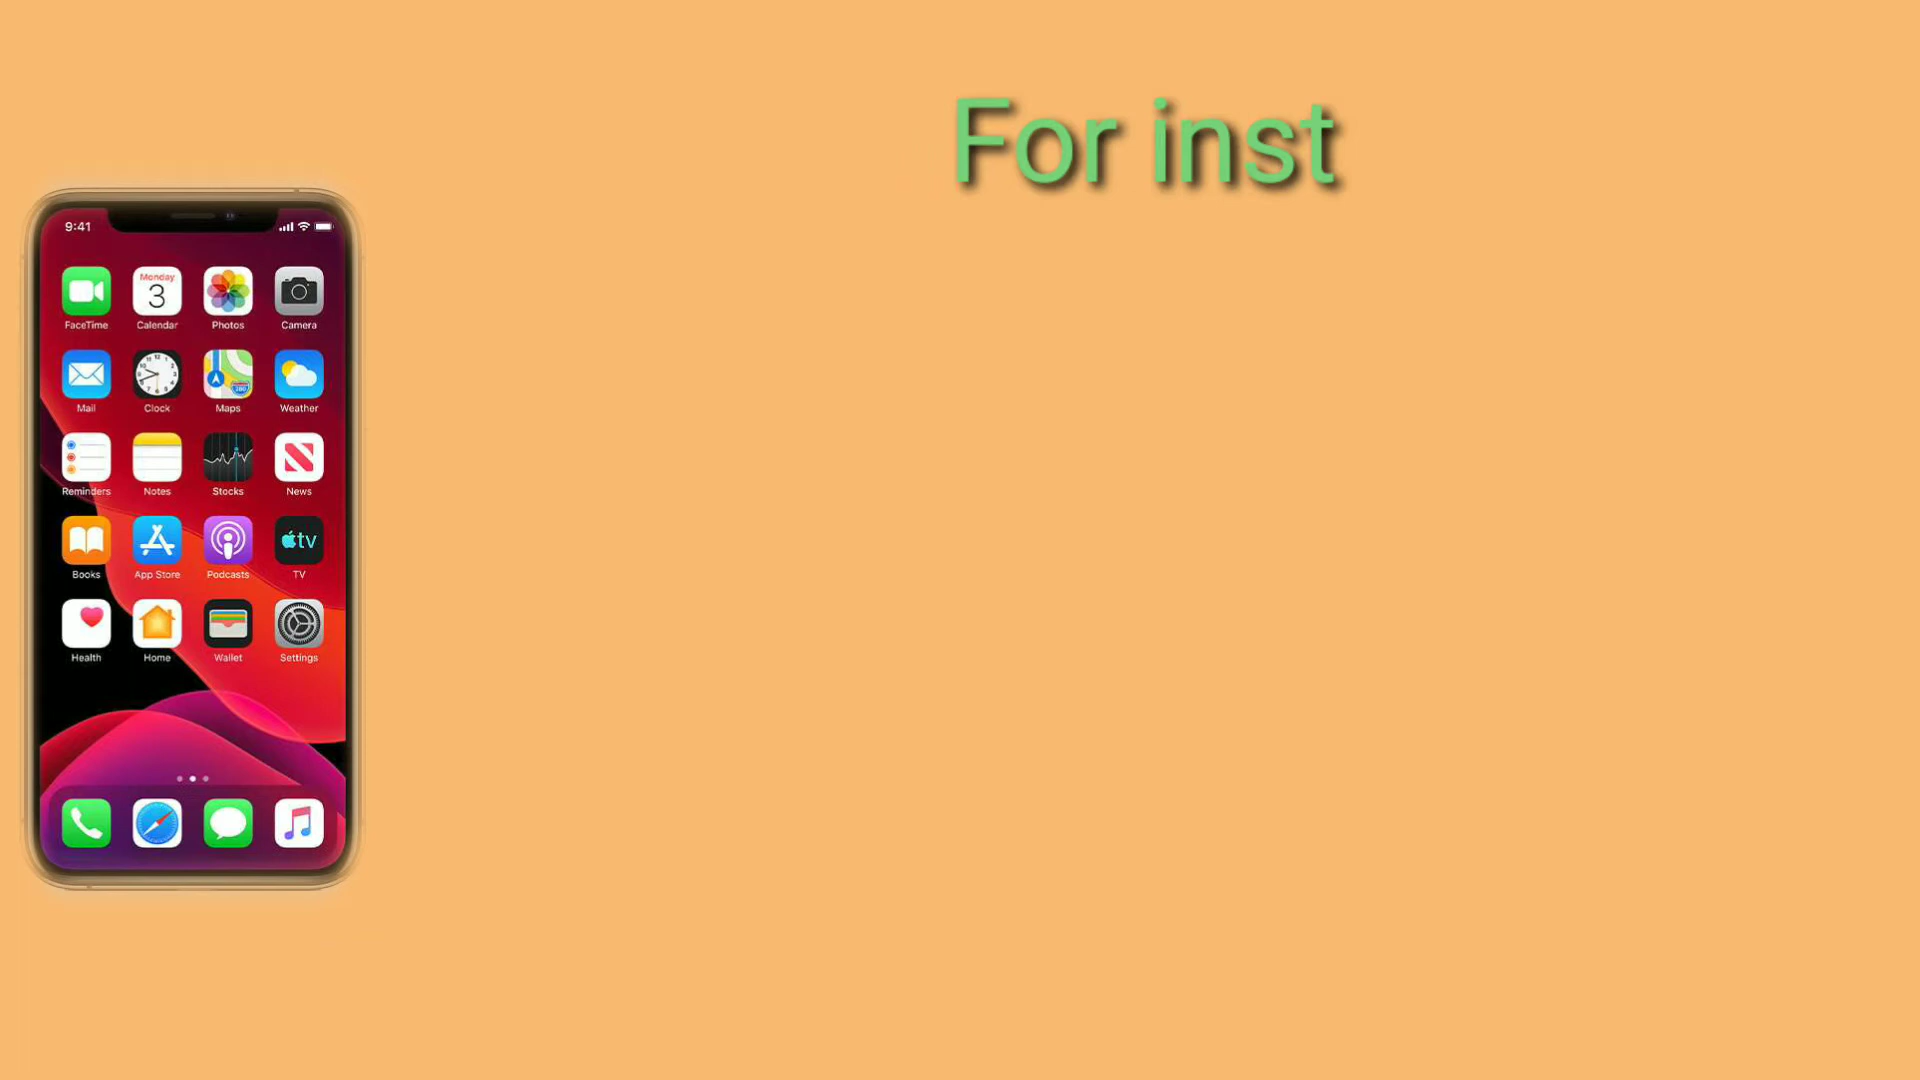 For inst
9:41
Monday
3
FaceTime Calendar Photos Camera
280
Mail Clock Maps Weather
Reminders Notes Stocks News
tv
Books App Store Podcasts TV
Health Home Wallet Settings